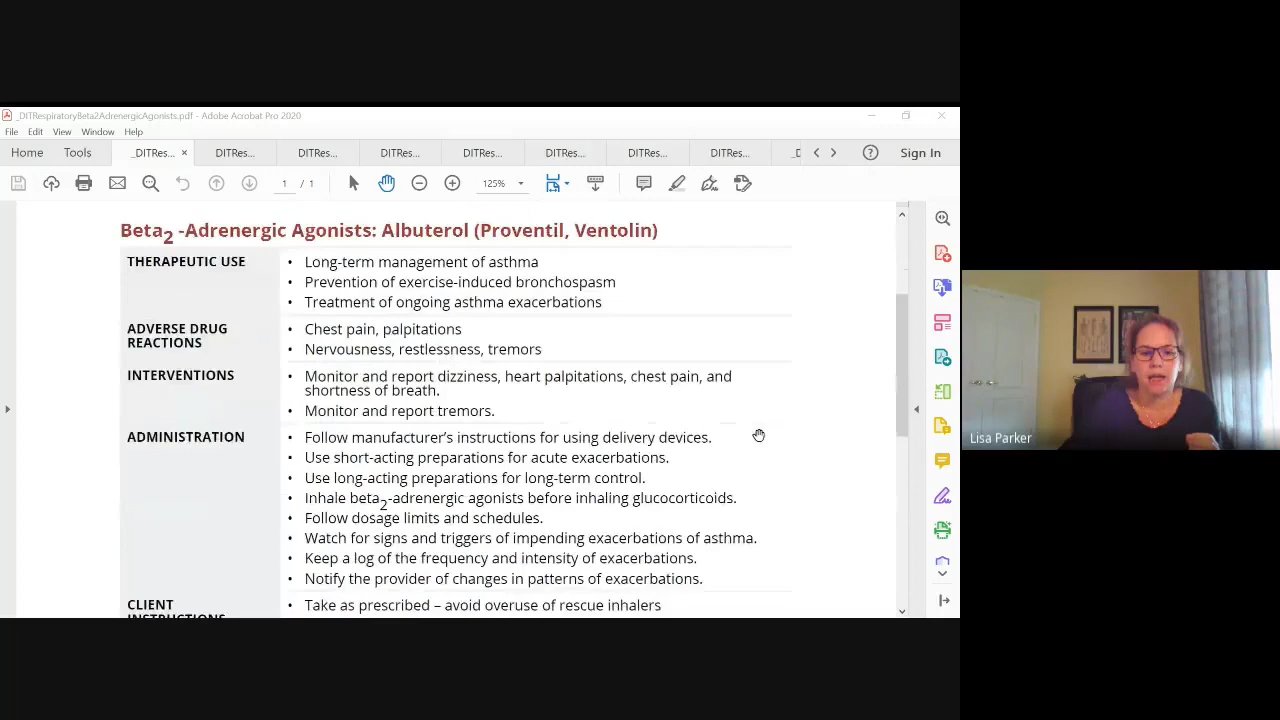 _DITRespiratoryBeta2AdrenergicAgonists.pdf - Adobe Acrobat Pro 2020
File Edit View Window Help
Home Tools _DITRes... × DITRes... DITRes... DITRes... DITRes... DITRes... DITRes... DITRes... _D Sign In
1 / 1 125%
Beta2 -Adrenergic Agonists: Albuterol (Proventil, Ventolin)
THERAPEUTIC USE
• Long-term management of asthma
• Prevention of exercise-induced bronchospasm
• Treatment of ongoing asthma exacerbations
ADVERSE DRUG
REACTIONS
• Chest pain, palpitations
• Nervousness, restlessness, tremors
INTERVENTIONS
• Monitor and report dizziness, heart palpitations, chest pain, and
shortness of breath.
• Monitor and report tremors.
ADMINISTRATION
• Follow manufacturer's instructions for using delivery devices.
• Use short-acting preparations for acute exacerbations.
• Use long-acting preparations for long-term control.
• Inhale beta2-adrenergic agonists before inhaling glucocorticoids.
• Follow dosage limits and schedules.
• Watch for signs and triggers of impending exacerbations of asthma.
• Keep a log of the frequency and intensity of exacerbations.
• Notify the provider of changes in patterns of exacerbations.
CLIENT
INSTRUCTIONS
• Take as prescribed – avoid overuse of rescue inhalers
Lisa Parker